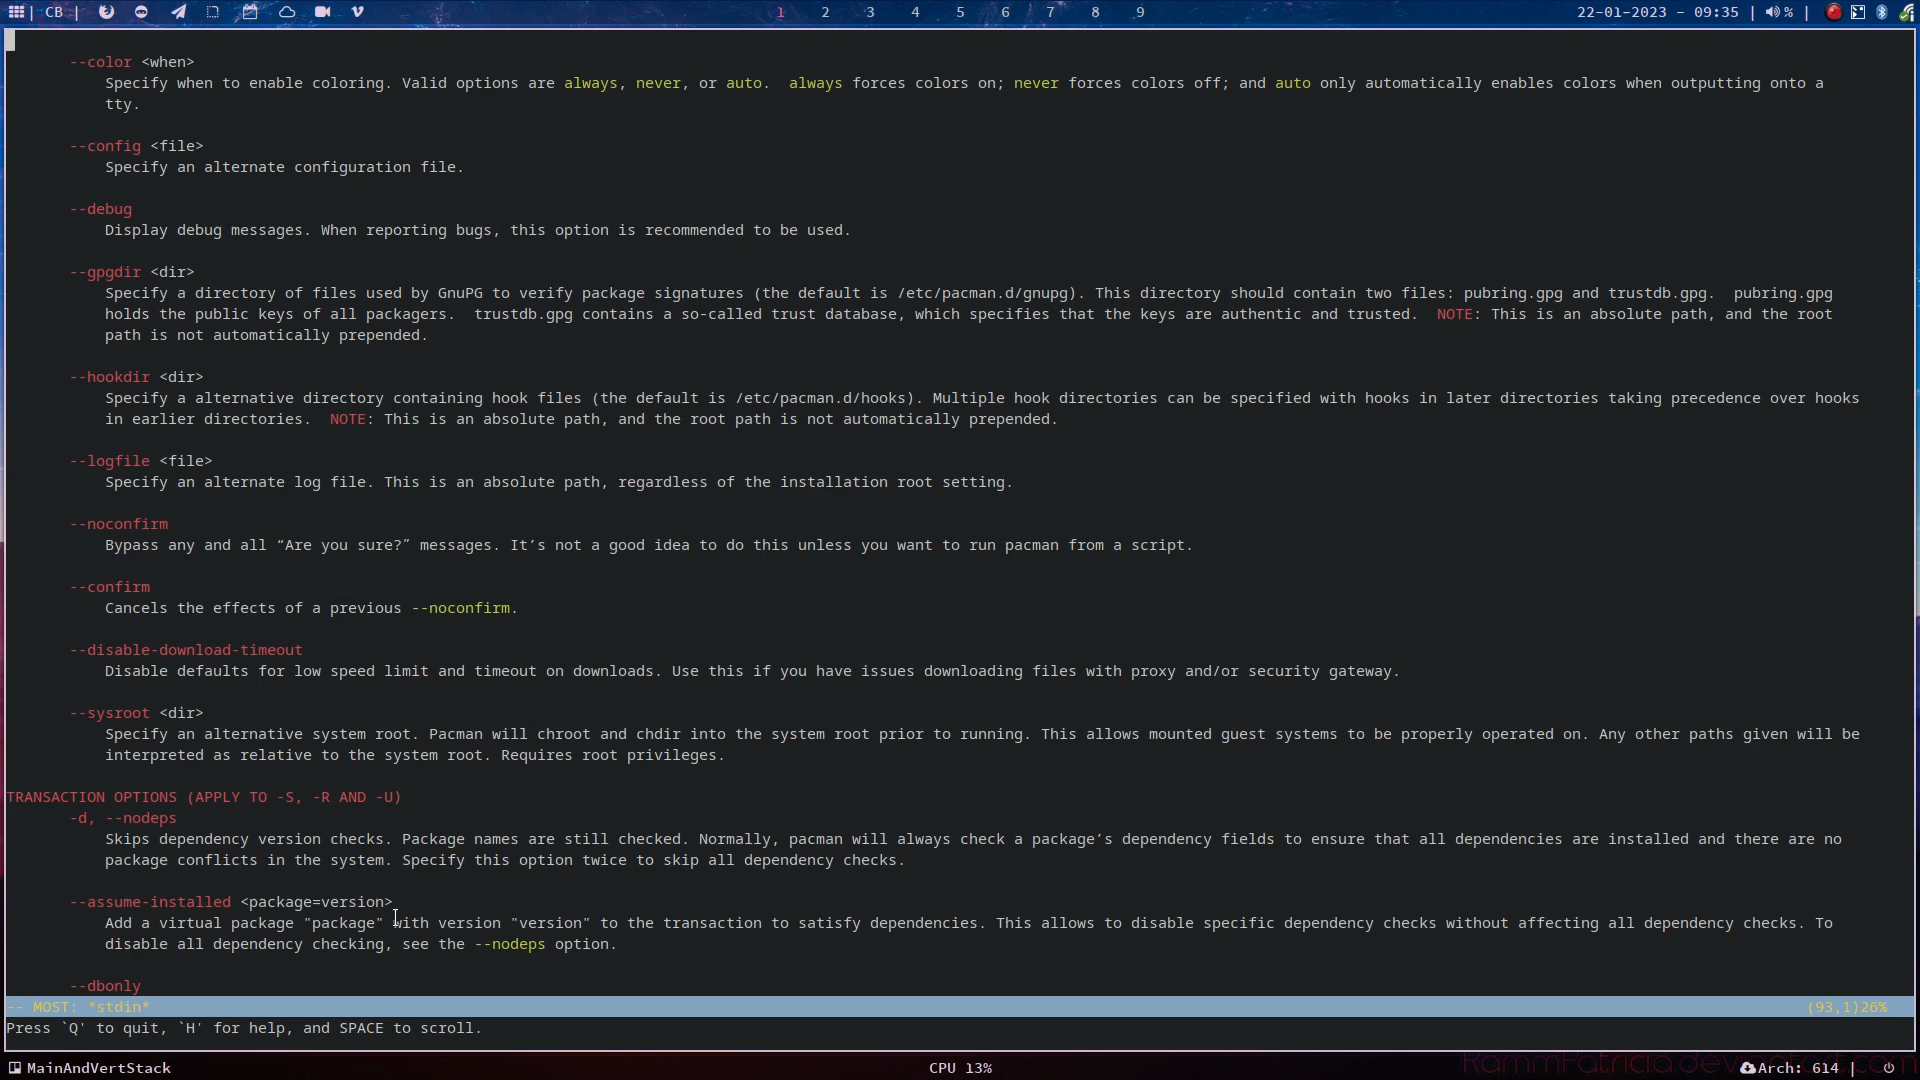 | CB |
1 2 3 4 5 6 7 8 9
22-01-2023 - 09:35 | % |
--color <when>
Specify when to enable coloring. Valid options are always, never, or auto.  always forces colors on; never forces colors off; and auto only automatically enables colors when outputting onto a
tty.
--config <file>
Specify an alternate configuration file.
--debug
Display debug messages. When reporting bugs, this option is recommended to be used.
--gpgdir <dir>
Specify a directory of files used by GnuPG to verify package signatures (the default is /etc/pacman.d/gnupg). This directory should contain two files: pubring.gpg and trustdb.gpg.  pubring.gpg
holds the public keys of all packagers.  trustdb.gpg contains a so-called trust database, which specifies that the keys are authentic and trusted.  NOTE: This is an absolute path, and the root
path is not automatically prepended.
--hookdir <dir>
Specify a alternative directory containing hook files (the default is /etc/pacman.d/hooks). Multiple hook directories can be specified with hooks in later directories taking precedence over hooks
in earlier directories.  NOTE: This is an absolute path, and the root path is not automatically prepended.
--logfile <file>
Specify an alternate log file. This is an absolute path, regardless of the installation root setting.
--noconfirm
Bypass any and all “Are you sure?” messages. It’s not a good idea to do this unless you want to run pacman from a script.
--confirm
Cancels the effects of a previous --noconfirm.
--disable-download-timeout
Disable defaults for low speed limit and timeout on downloads. Use this if you have issues downloading files with proxy and/or security gateway.
--sysroot <dir>
Specify an alternative system root. Pacman will chroot and chdir into the system root prior to running. This allows mounted guest systems to be properly operated on. Any other paths given will be
interpreted as relative to the system root. Requires root privileges.
TRANSACTION OPTIONS (APPLY TO -S, -R AND -U)
-d, --nodeps
Skips dependency version checks. Package names are still checked. Normally, pacman will always check a package’s dependency fields to ensure that all dependencies are installed and there are no
package conflicts in the system. Specify this option twice to skip all dependency checks.
--assume-installed <package=version>
Add a virtual package "package" with version "version" to the transaction to satisfy dependencies. This allows to disable specific dependency checks without affecting all dependency checks. To
disable all dependency checking, see the --nodeps option.
--dbonly
-- MOST: *stdin* (93,1)26%
Press `Q' to quit, `H' for help, and SPACE to scroll.
RammPatricia.deviantart.com
MainAndVertStack
CPU 13%
Arch: 614 |